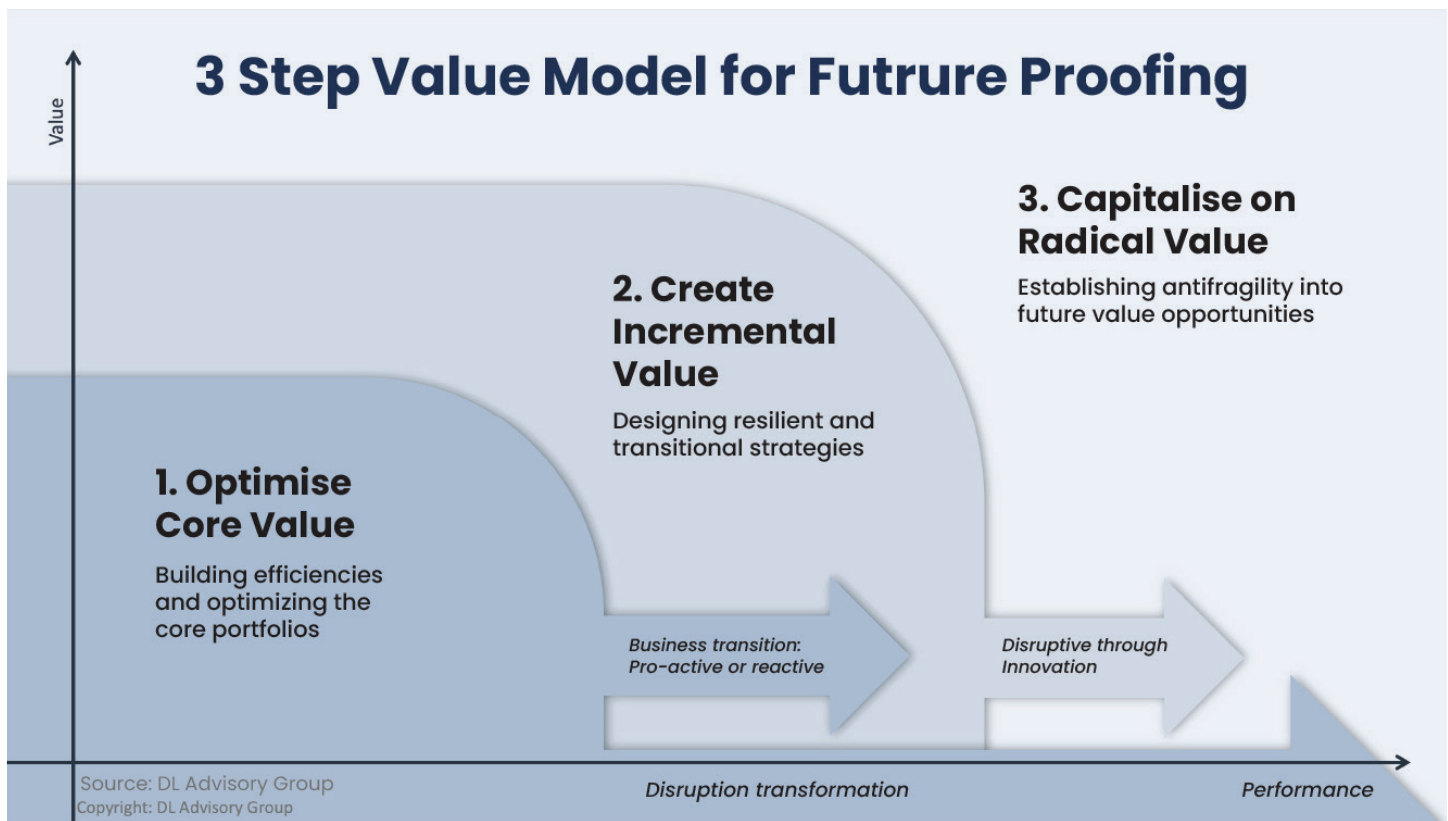 3 Step Value Model for Futrure Proofing
Value
3. Capitalise on
Radical Value
Establishing antifragility into
future value opportunities
2. Create
Incremental
Value
Designing resilient and
transitional strategies
1. Optimise
Core Value
Building efficiencies
and optimizing the
core portfolios
Business transition:
Pro-active or reactive
Disruptive through
Innovation
Source: DL Advisory Group
Copyright: DL Advisory Group
Disruption transformation
Performance